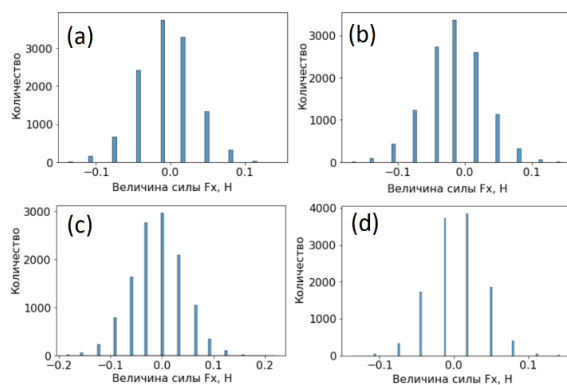 (a)
Количество
3000
2000
1000
0
−0.1
0.0
0.1
Величина силы Fx, Н
(b)
Количество
3000
2000
1000
0
−0.1
0.0
0.1
Величина силы Fx, Н
(c)
Количество
3000
2000
1000
0
−0.2
−0.1
0.0
0.1
0.2
Величина силы Fx, Н
(d)
Количество
4000
3000
2000
1000
0
−0.1
0.0
0.1
Величина силы Fx, Н